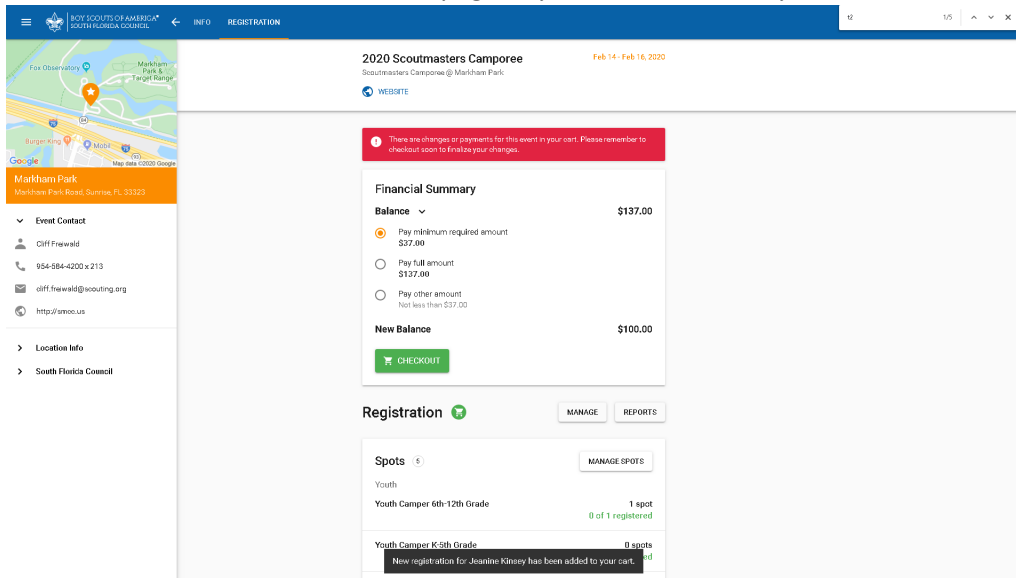 BOY SCOUTS OF AMERICA®
SOUTH FLORIDA COUNCIL
INFO
REGISTRATION
t2
1/5
Fox Observatory
Markham
Park &
Target Range
84
Burger King
Mobil
Google
Map data ©2020 Google
Markham Park
Markham Park Road, Sunrise, FL 33323
Event Contact
Cliff Freiwald
954-584-4200 x 213
cliff.freiwald@scouting.org
http://smcc.us
Location Info
South Florida Council
2020 Scoutmasters Camporee
Feb 14 - Feb 16, 2020
Scoutmasters Camporee @ Markham Park
WEBSITE
There are changes or payments for this event in your cart. Please remember to
checkout soon to finalize your changes.
Financial Summary
Balance
$137.00
Pay minimum required amount
$37.00
Pay full amount
$137.00
Pay other amount
Not less than $37.00
New Balance
$100.00
CHECKOUT
Registration
MANAGE
REPORTS
Spots 5
MANAGE SPOTS
Youth
Youth Camper 6th-12th Grade
1 spot
0 of 1 registered
Youth Camper K-5th Grade
0 spots
New registration for Jeanine Kinsey has been added to your cart.